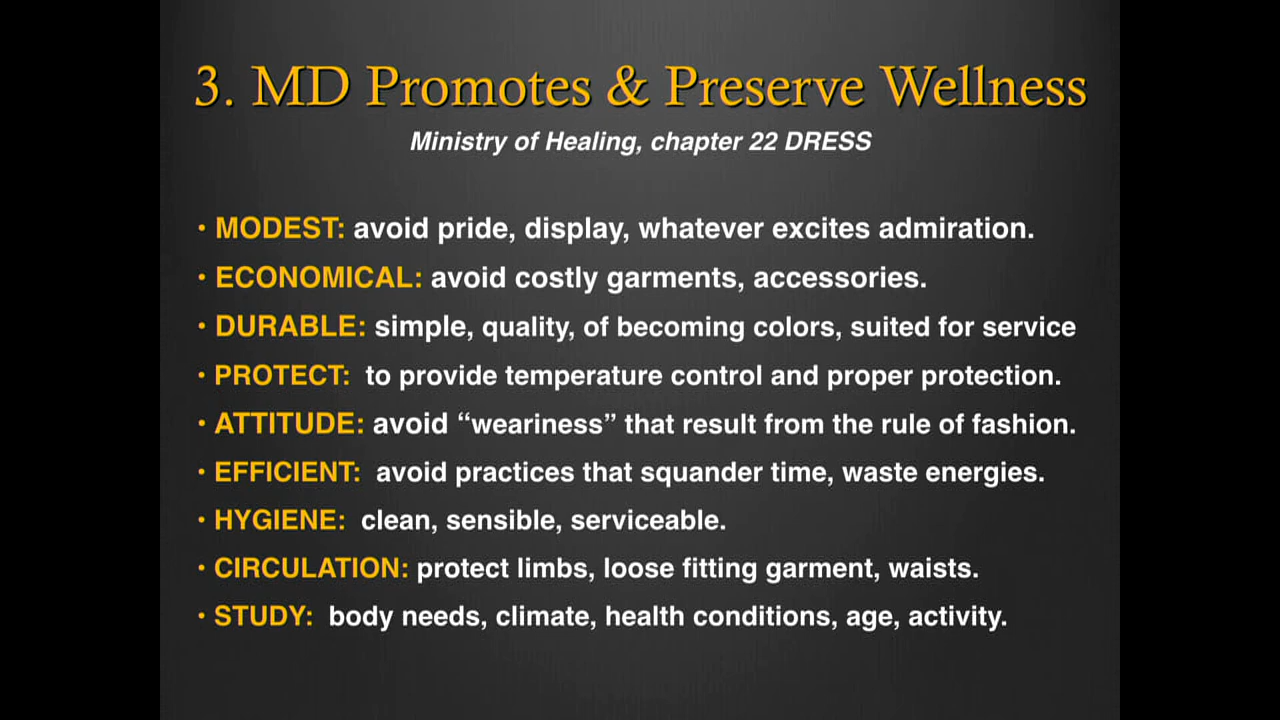 3. MD Promotes & Preserve Wellness
Ministry of Healing, chapter 22 DRESS
• MODEST: avoid pride, display, whatever excites admiration.
• ECONOMICAL: avoid costly garments, accessories.
• DURABLE: simple, quality, of becoming colors, suited for service
• PROTECT: to provide temperature control and proper protection.
• ATTITUDE: avoid “weariness” that result from the rule of fashion.
• EFFICIENT: avoid practices that squander time, waste energies.
• HYGIENE: clean, sensible, serviceable.
• CIRCULATION: protect limbs, loose fitting garment, waists.
• STUDY: body needs, climate, health conditions, age, activity.